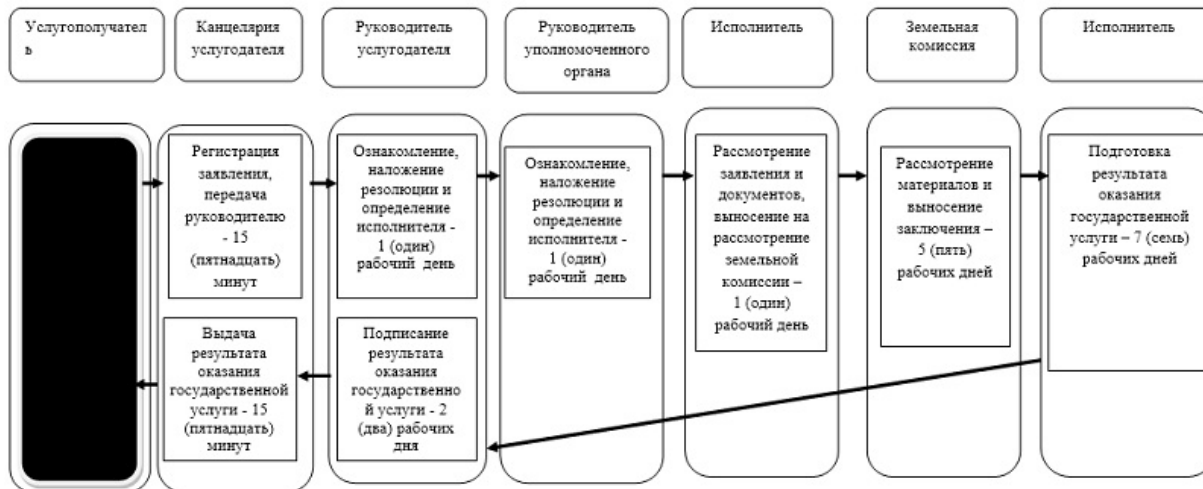 Услугополучател
ь
Канцелярия
услугодателя
Руководитель
услугодателя
Руководитель
уполномоченного
органа
Исполнитель
Земельная
комиссия
Исполнитель
Регистрация
заявления,
передача
руководителю
- 15
(пятнадцать)
минут
Ознакомление,
наложение
резолюции и
определение
исполнителя -
1 (один)
рабочий день
Ознакомление,
наложение
резолюции и
определение
исполнителя -
1 (один)
рабочий день
Рассмотрение
заявления и
документов,
вынесение на
рассмотрение
земельной
комиссии –
1 (один)
рабочий день
Рассмотрение
материалов и
вынесение
заключения –
5 (пять)
рабочих дней
Подготовка
результата
оказания
государственной
услуги – 7 (семь)
рабочих дней
Выдача
результата
оказания
государственной
услуги - 15
(пятнадцать)
минут
Подписание
результата
оказания
государственно
й услуги - 2
(два) рабочих
дня